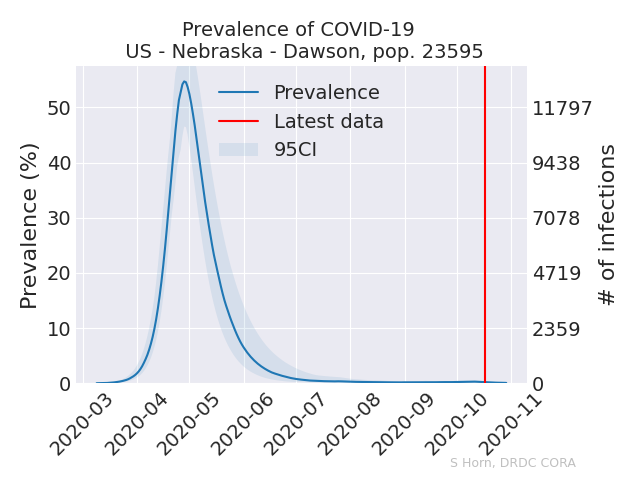 Prevalence of COVID-19
US - Nebraska - Dawson, pop. 23595
Prevalence
Latest data
95CI
Prevalence (%)
50
40
30
20
10
0
11797
9438
7078
4719
2359
0
# of infections
2020-03
2020-04
2020-05
2020-06
2020-07
2020-08
2020-09
2020-10
2020-11
S Horn, DRDC CORA